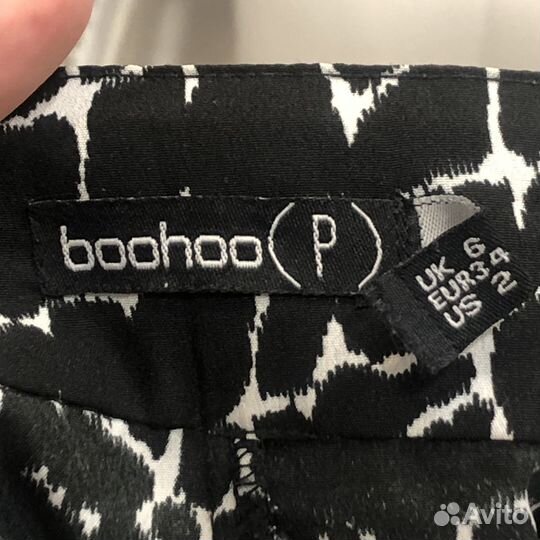 boohoo (P)
UK 6
EUR 34
US 2
Avito